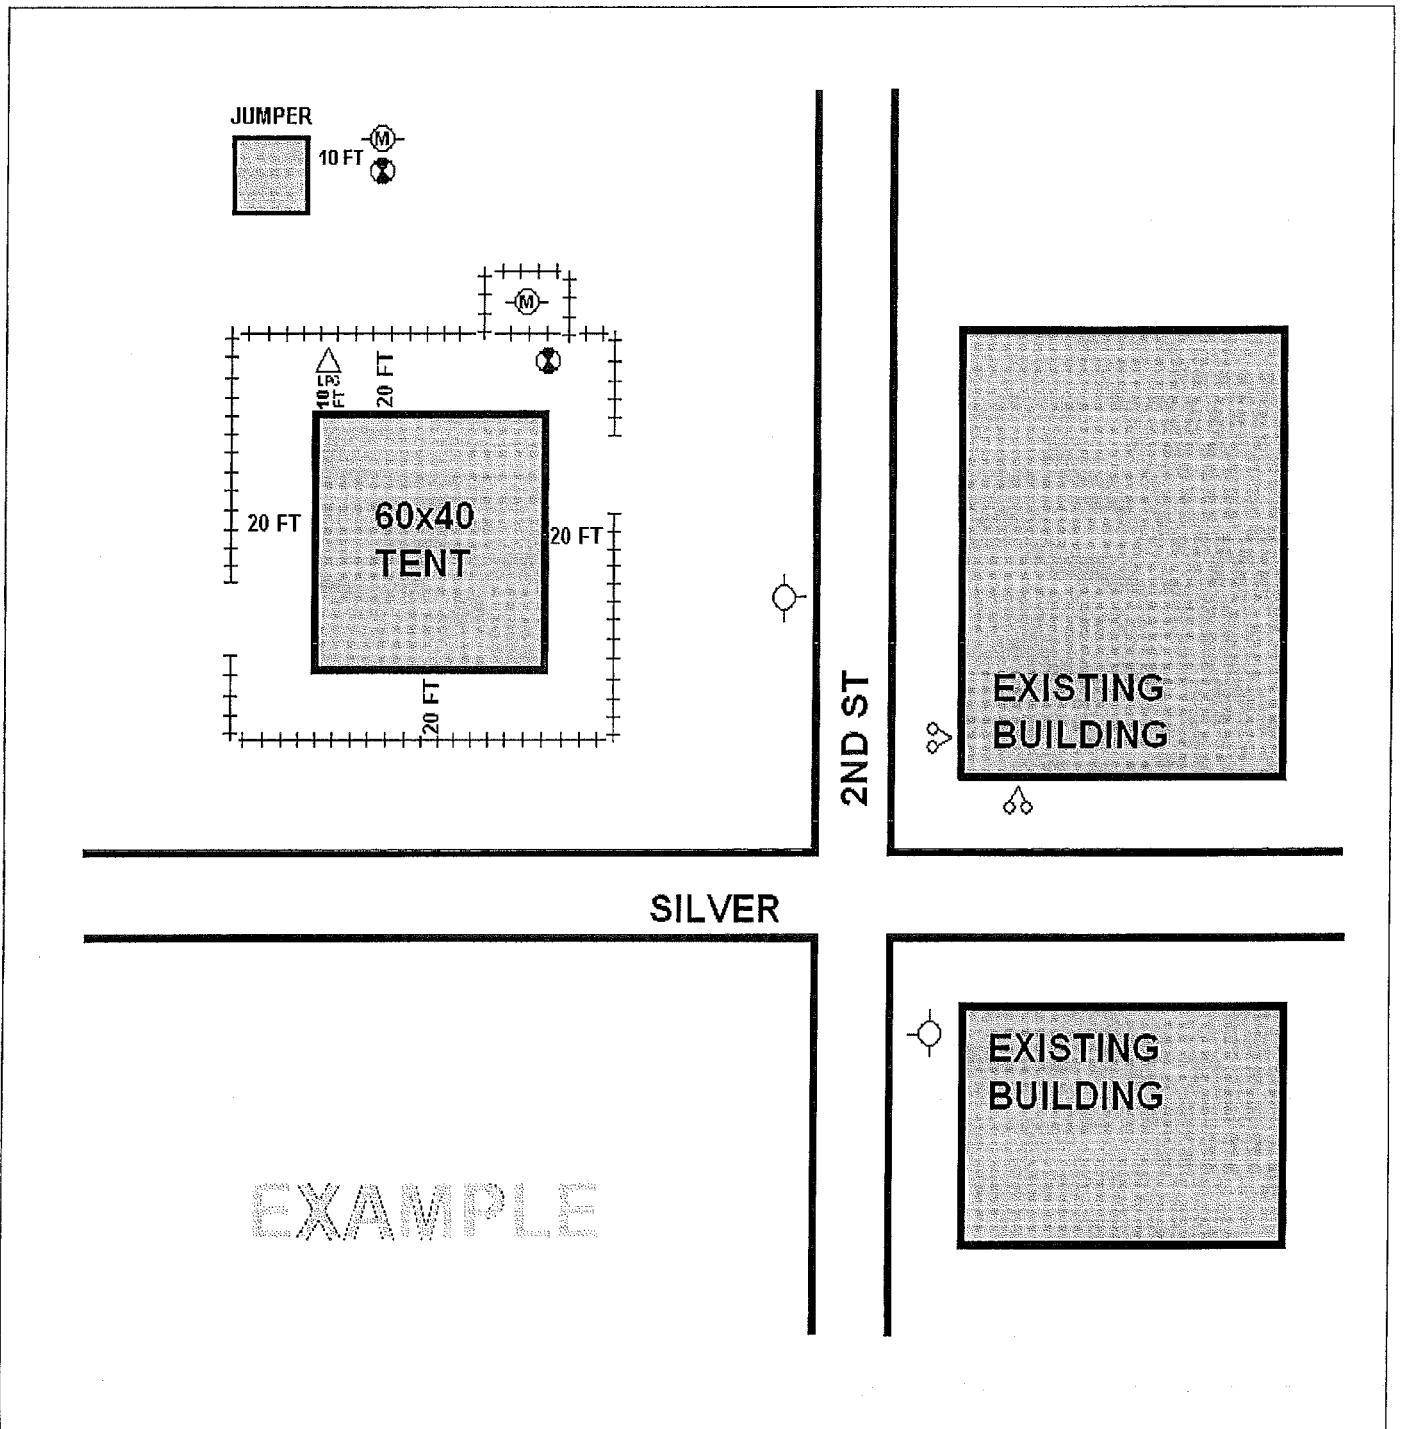 JUMPER
10 FT
M
M
LPG
10
FT
20 FT
20 FT
60x40
TENT
20 FT
20 FT
2ND ST
EXISTING
BUILDING
SILVER
EXISTING
BUILDING
EXAMPLE